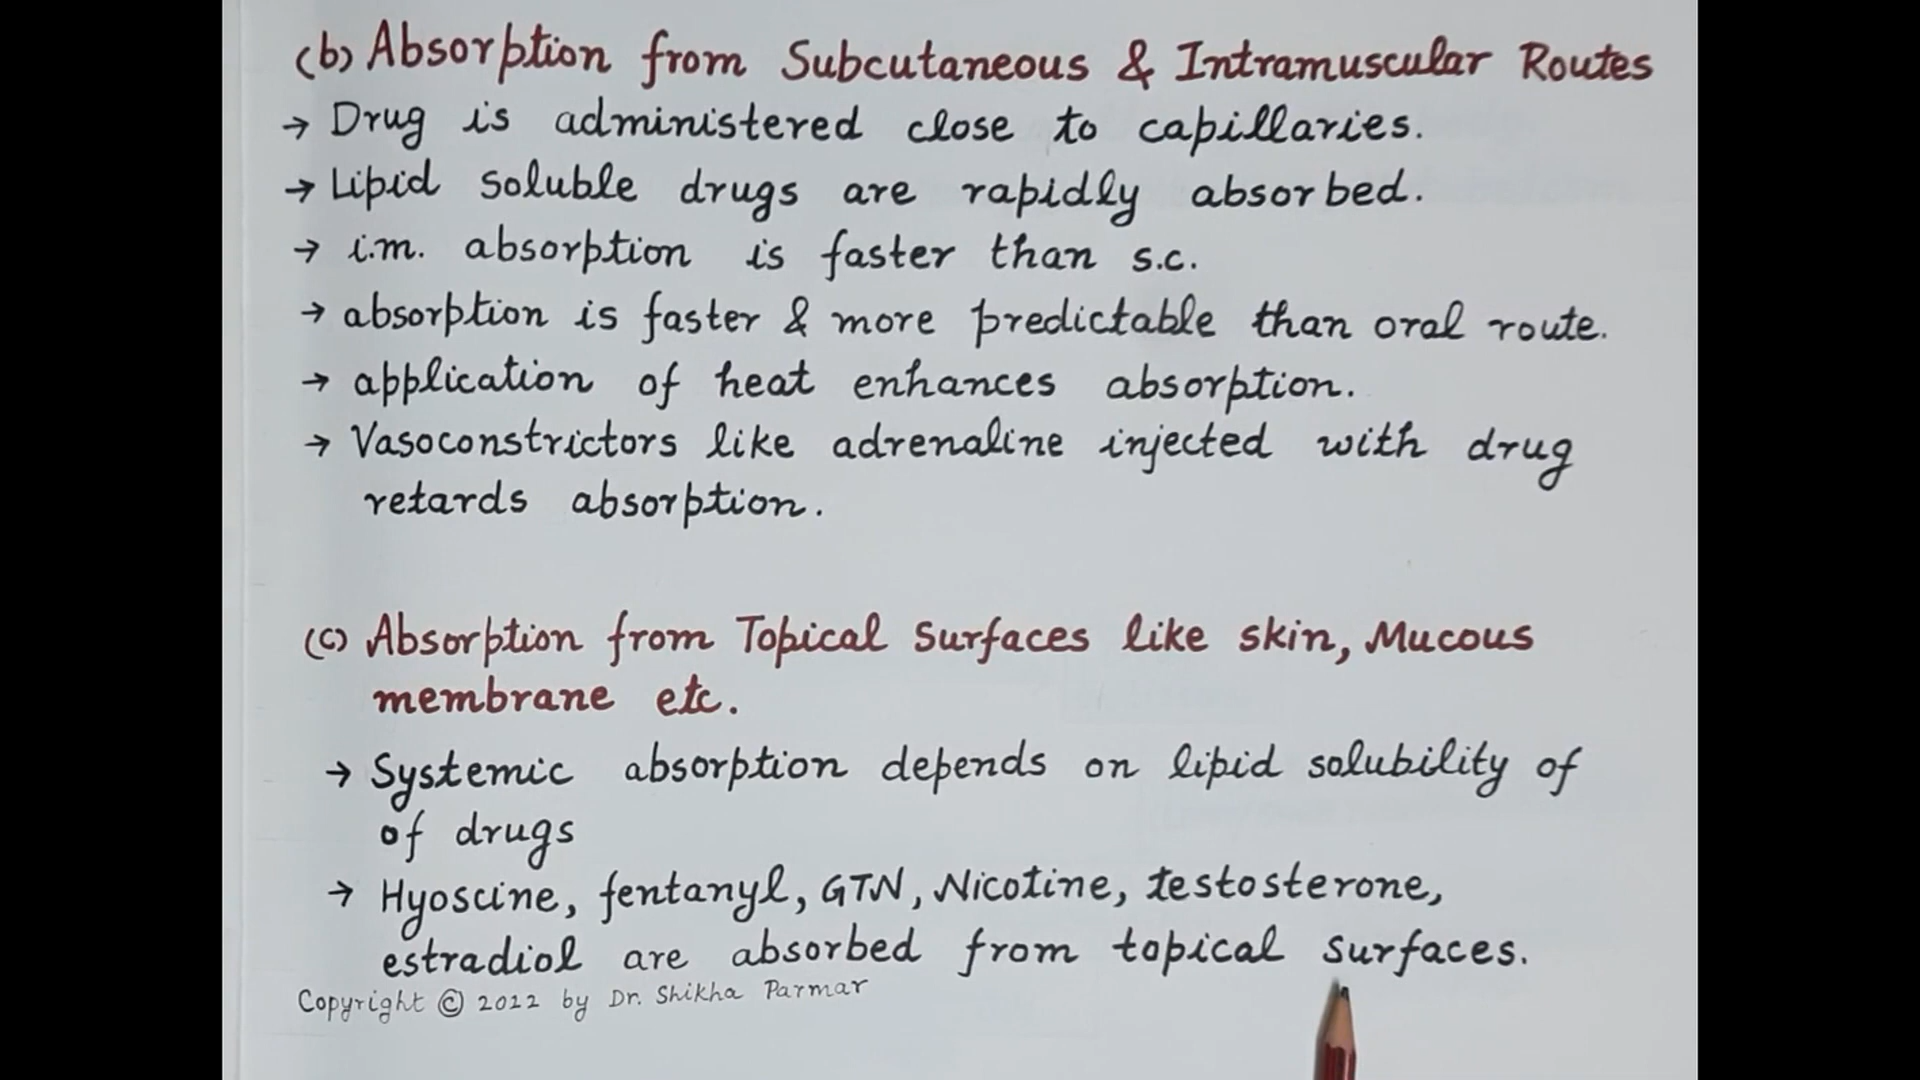 (b) Absorption from Subcutaneous & Intramuscular Routes
→ Drug is administered close to capillaries.
→ Lipid soluble drugs are rapidly absorbed.
→ i.m. absorption is faster than s.c.
→ absorption is faster & more predictable than oral route.
→ application of heat enhances absorption.
→ Vasoconstrictors like adrenaline injected with drug
retards absorption.
(c) Absorption from Topical Surfaces like skin, Mucous
membrane etc.
→ Systemic absorption depends on lipid solubility of
of drugs
→ Hyoscine, fentanyl, GTN, Nicotine, testosterone,
estradiol are absorbed from topical surfaces.
Copyright © 2022 by Dr. Shikha Parmar